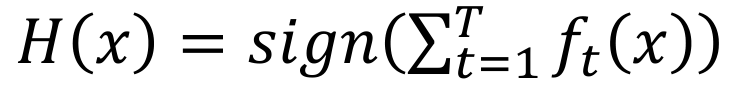 H(x) = sign(∑_{t=1}^{T} f_t(x))